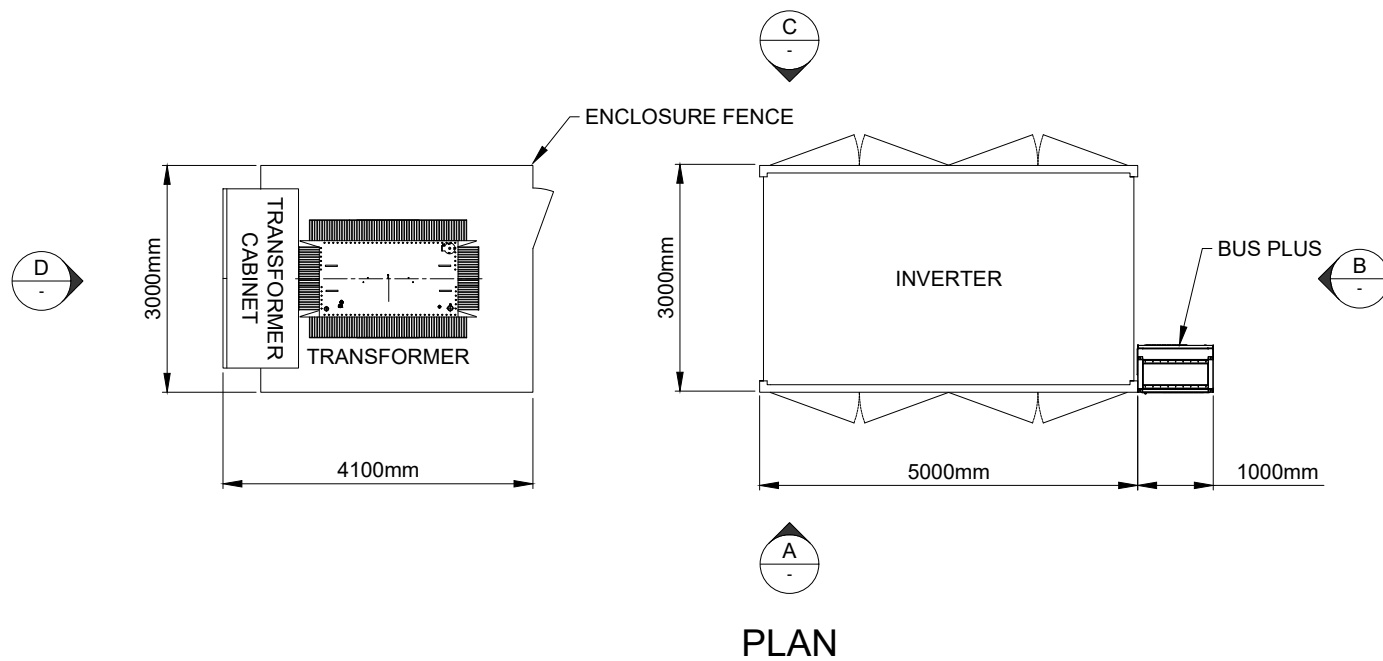 C
-
ENCLOSURE FENCE
TRANSFORMER
CABINET
TRANSFORMER
3000mm
4100mm
D
-
3000mm
INVERTER
BUS PLUS
B
-
5000mm
1000mm
A
-
PLAN